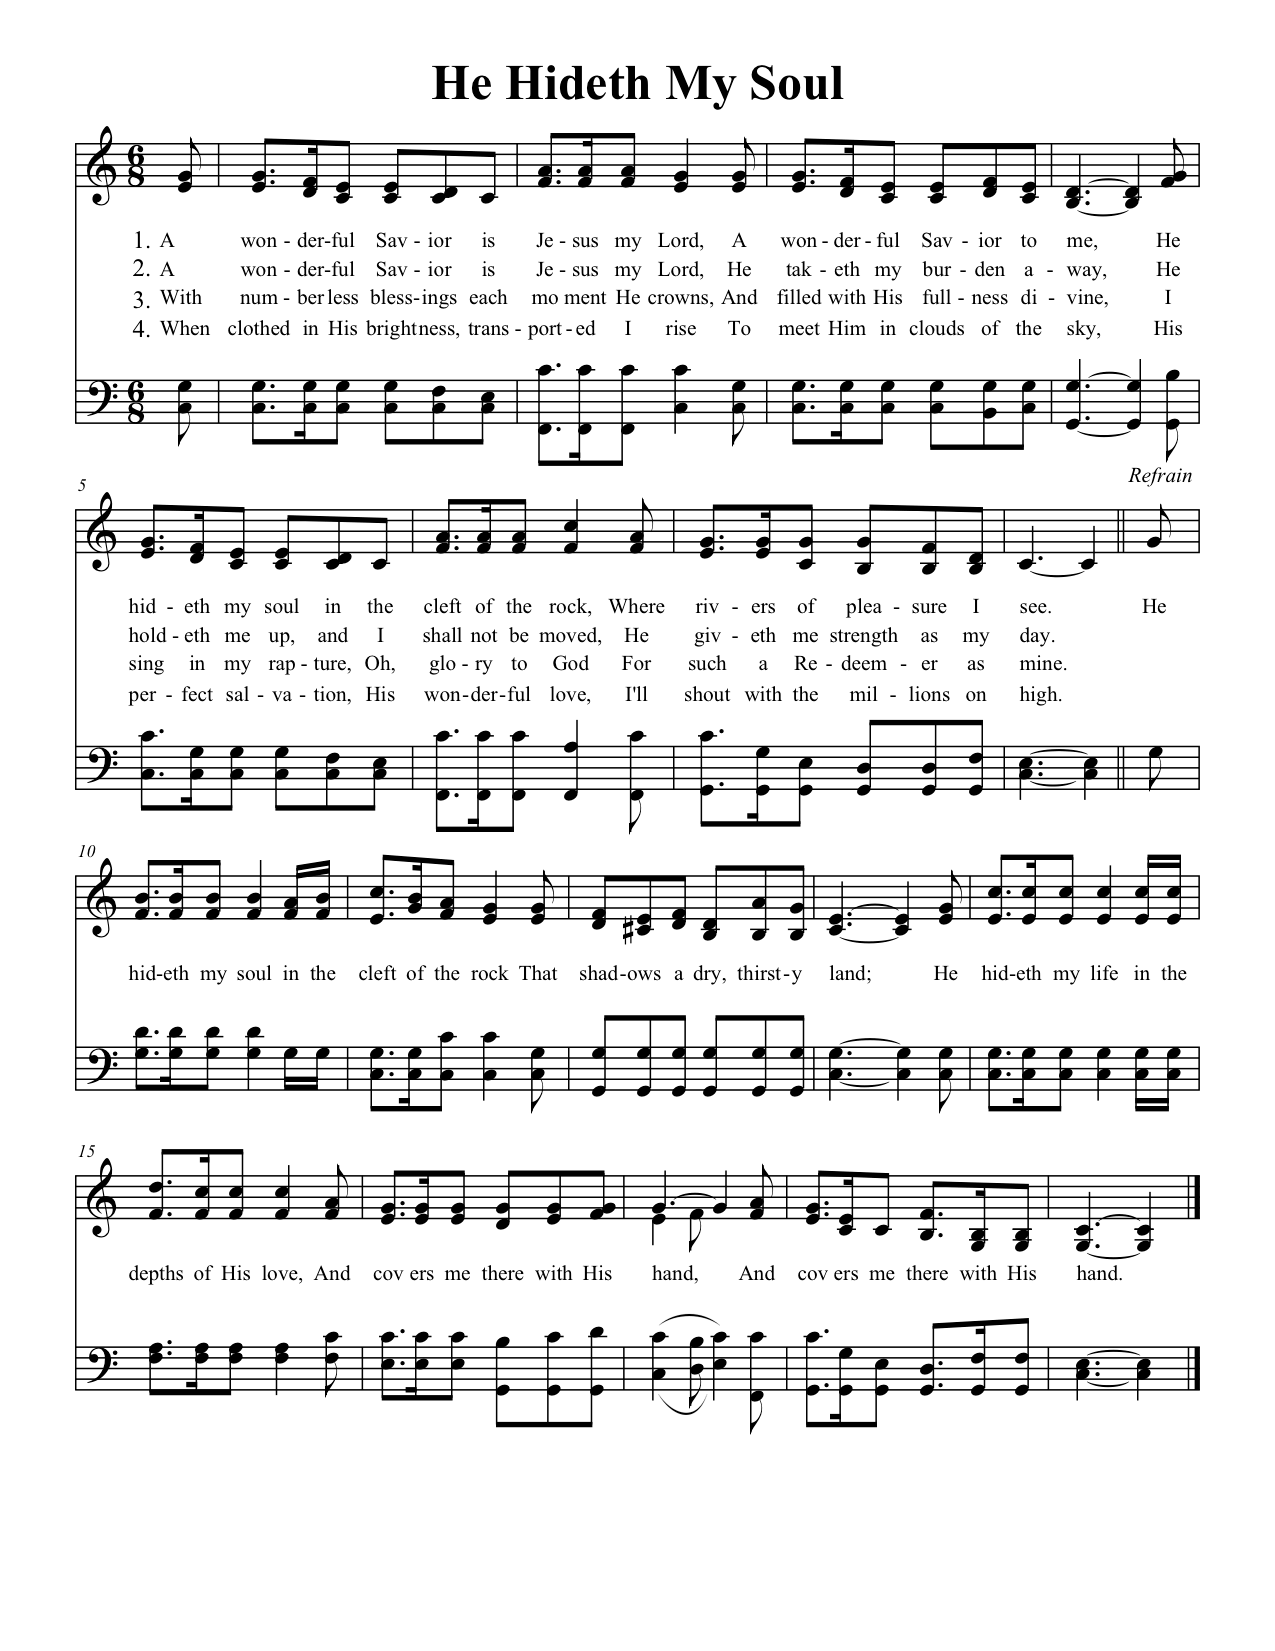 He Hideth My Soul
6 8
1. A won - der - ful Sav - ior is Je - sus my Lord, A won - der - ful Sav - ior to me, He
2. A won - der - ful Sav - ior is Je - sus my Lord, He tak - eth my bur - den a - way, He
3. With num - ber less bless - ings each mo ment He crowns, And filled with His full - ness di - vine, I
4. When clothed in His bright ness, trans - port - ed I rise To meet Him in clouds of the sky, His
6 8
Refrain
5
hid - eth my soul in the cleft of the rock, Where riv - ers of plea - sure I see. He
hold - eth me up, and I shall not be moved, He giv - eth me strength as my day.
sing in my rap - ture, Oh, glo - ry to God For such a Re - deem - er as mine.
per - fect sal - va - tion, His won - der - ful love, I'll shout with the mil - lions on high.
10
hid - eth my soul in the cleft of the rock That shad - ows a dry, thirst - y land; He hid - eth my life in the
15
depths of His love, And cov ers me there with His hand, And cov ers me there with His hand.